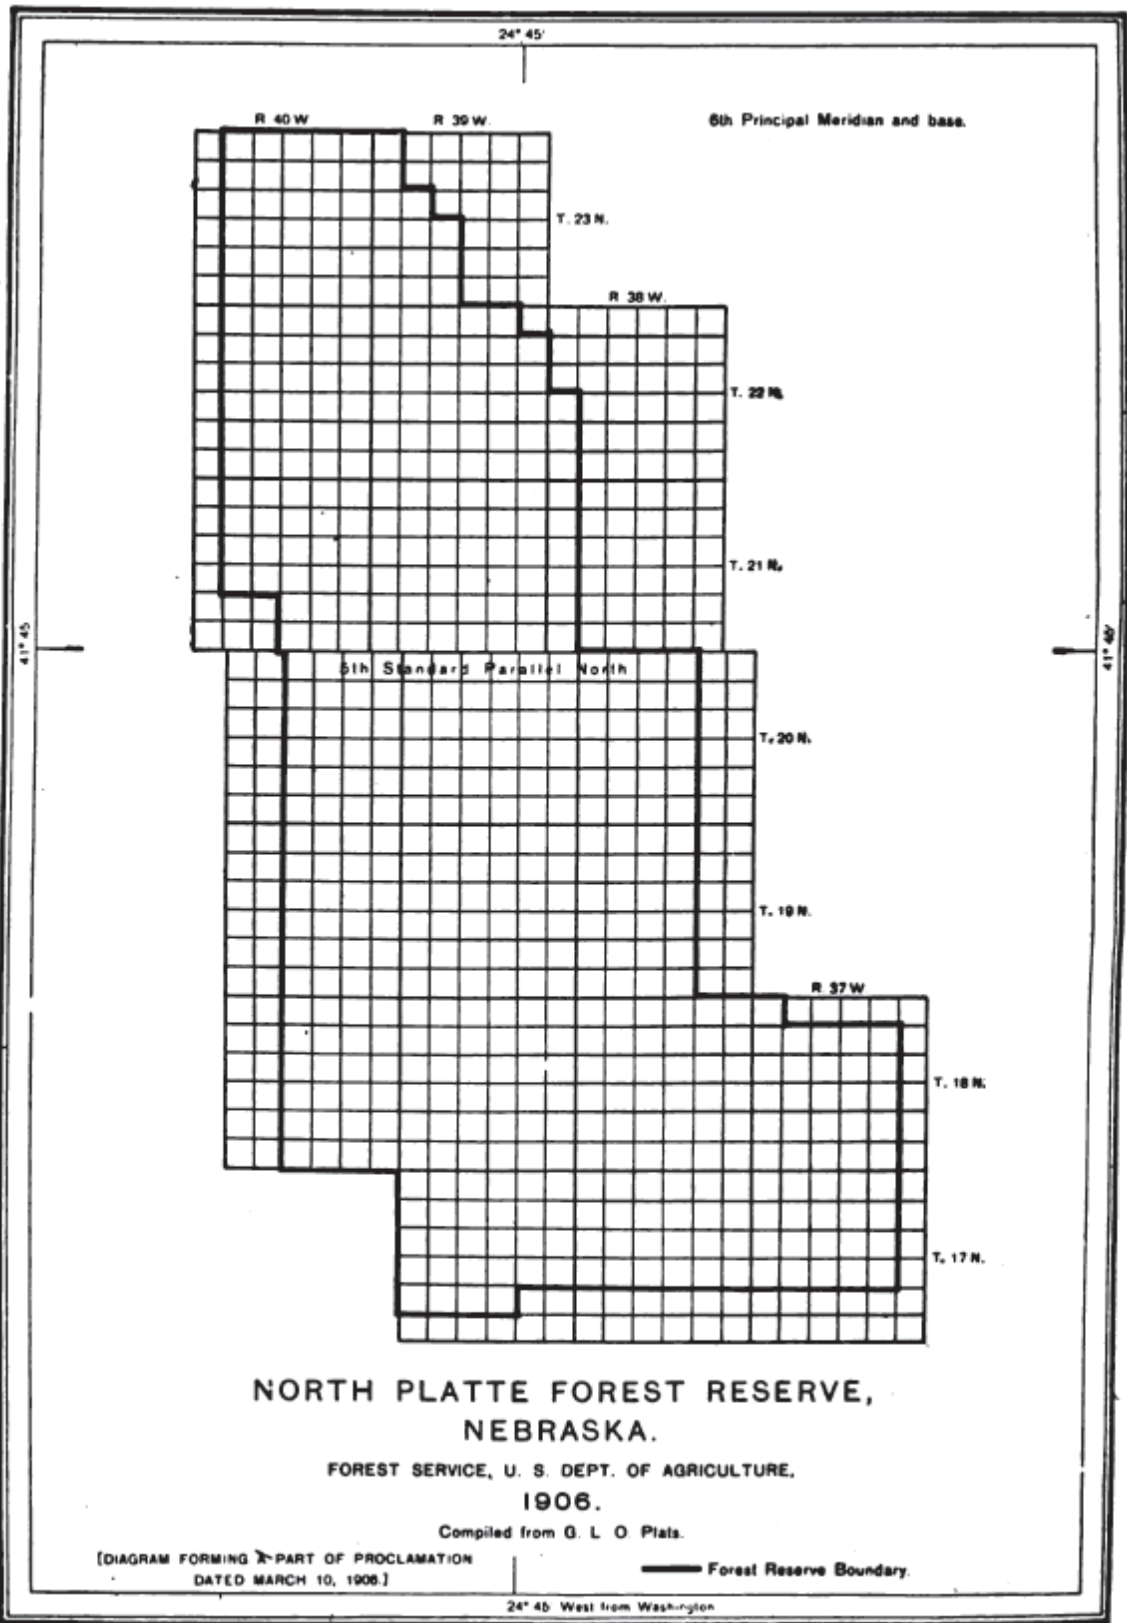 24° 45'
R 40 W
R 39 W.
6th Principal Meridian and base.
T. 23 N.
R 38 W.
T. 22 N.
T. 21 N.
41° 45
41° 45'
5th Standard Parallel North
T. 20 N.
T. 19 N.
R 37 W
T. 18 N.
T. 17 N.
NORTH PLATTE FOREST RESERVE,
NEBRASKA.
FOREST SERVICE, U. S. DEPT. OF AGRICULTURE,
1906.
Compiled from G. L. O. Plats.
[DIAGRAM FORMING A PART OF PROCLAMATION
DATED MARCH 10, 1906.]
Forest Reserve Boundary.
24° 45' West from Washington